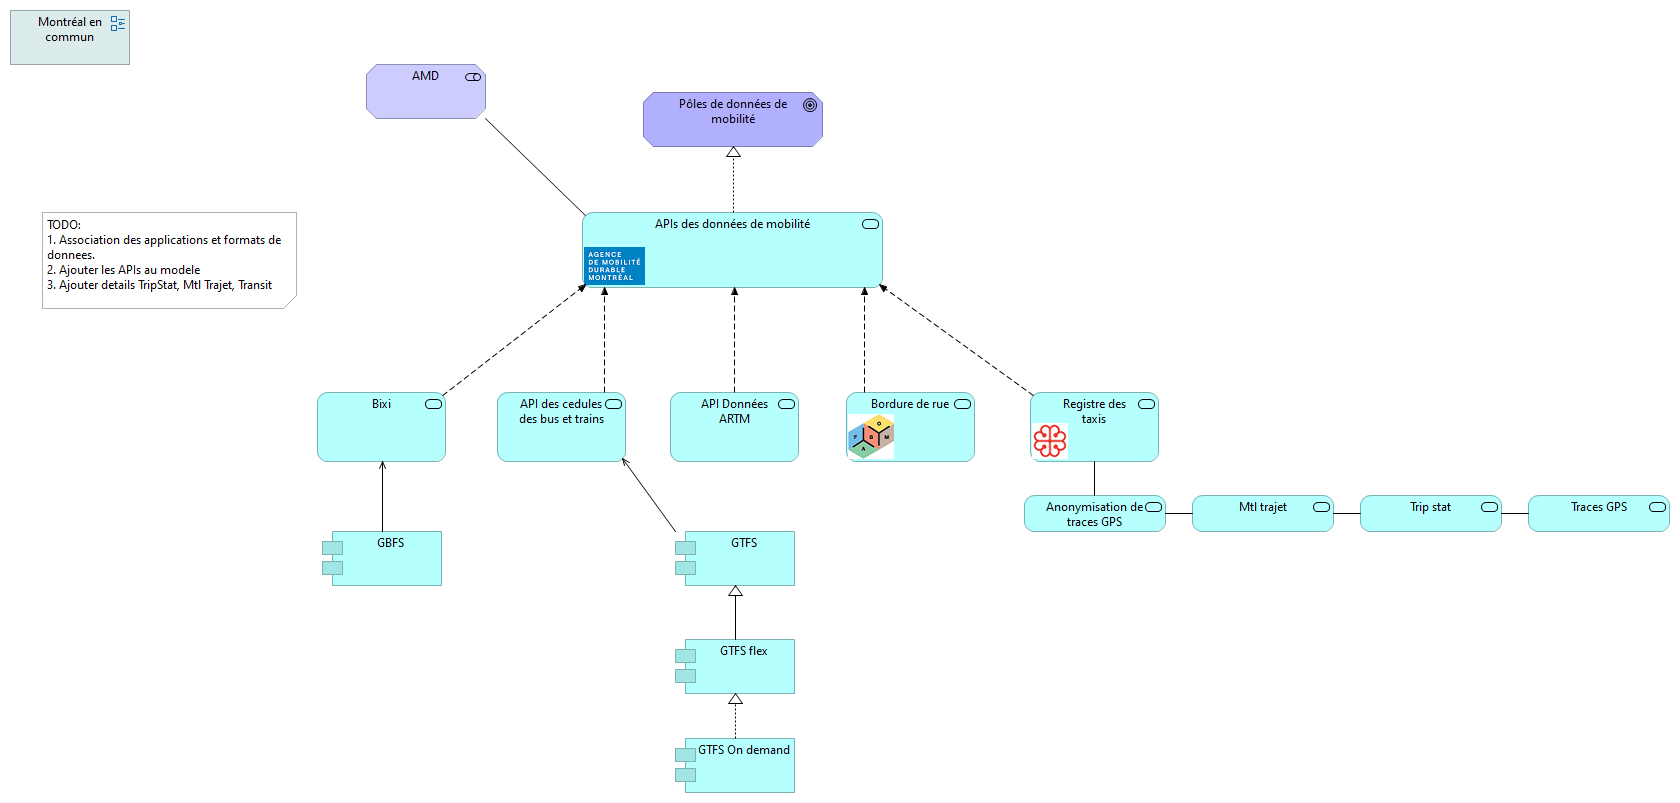 Montréal en
commun
AMD
Pôles de données de
mobilité
TODO:
1. Association des applications et formats de
donnees.
2. Ajouter les APIs au modele
3. Ajouter details TripStat, Mtl Trajet, Transit
APIs des données de mobilité
AGENCE
DE MOBILITÉ
DURABLE
MONTRÉAL
Bixi
API des cedules
des bus et trains
API Données
ARTM
Bordure de rue
O
F
B
M
A
Registre des
taxis
Anonymisation de
traces GPS
Mtl trajet
Trip stat
Traces GPS
GBFS
GTFS
GTFS flex
GTFS On demand